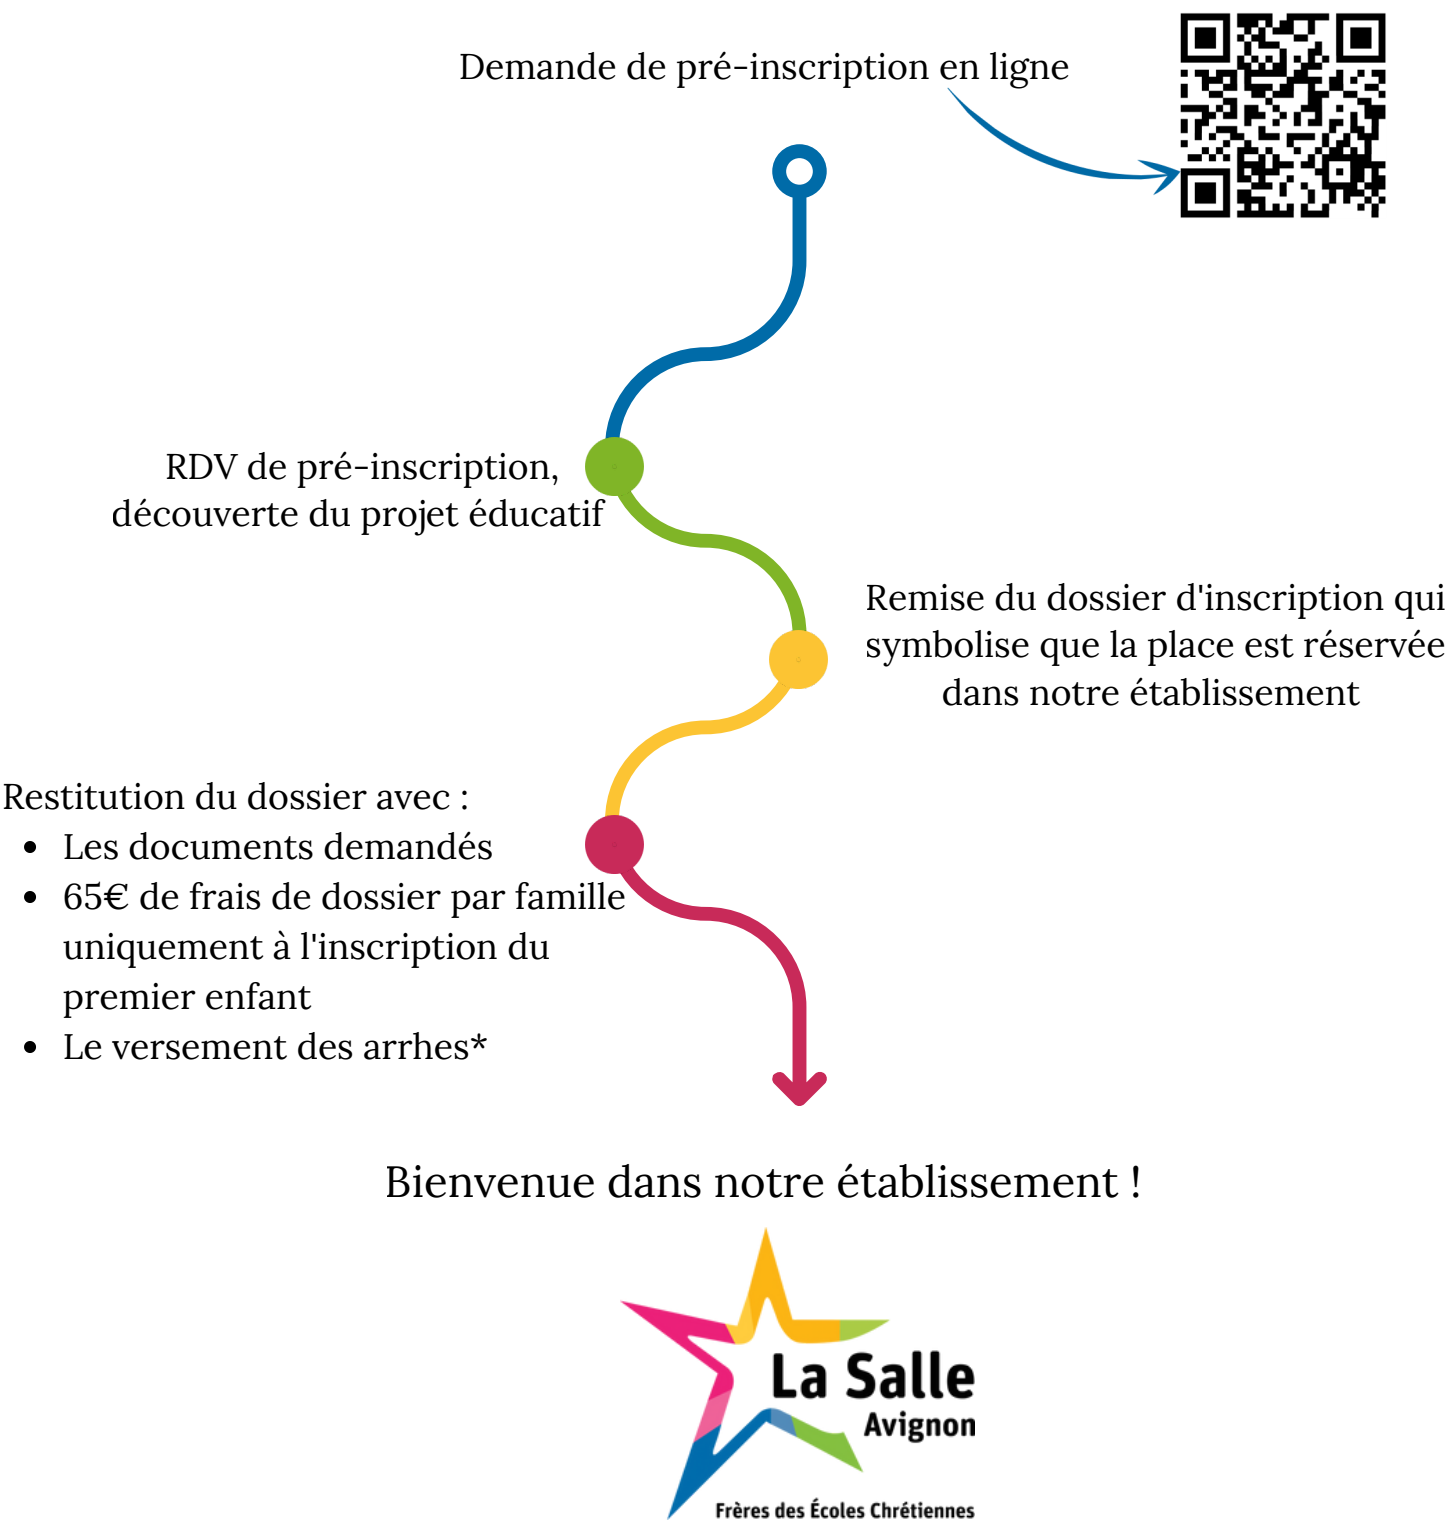 Demande de pré-inscription en ligne
RDV de pré-inscription,
découverte du projet éducatif
Remise du dossier d'inscription qui
symbolise que la place est réservée
dans notre établissement
Restitution du dossier avec :
• Les documents demandés
• 65€ de frais de dossier par famille
uniquement à l'inscription du
premier enfant
• Le versement des arrhes*
Bienvenue dans notre établissement !
La Salle
Avignon
Frères des Écoles Chrétiennes